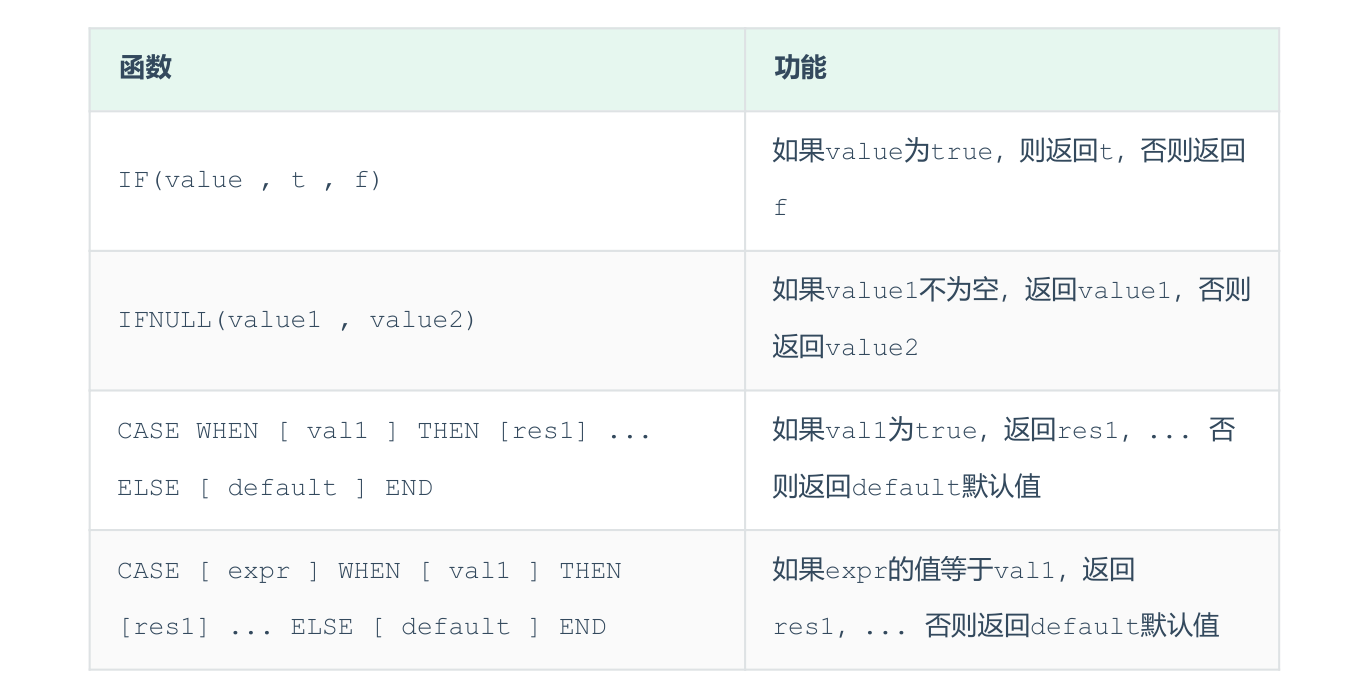 函数
功能
IF(value , t , f)
如果value为true, 则返回t, 否则返回
f
IFNULL(value1 , value2)
如果value1不为空, 返回value1, 否则
返回value2
CASE WHEN [ val1 ] THEN [res1] ...
ELSE [ default ] END
如果val1为true, 返回res1, ... 否
则返回default默认值
CASE [ expr ] WHEN [ val1 ] THEN
[res1] ... ELSE [ default ] END
如果expr的值等于val1, 返回
res1, ... 否则返回default默认值